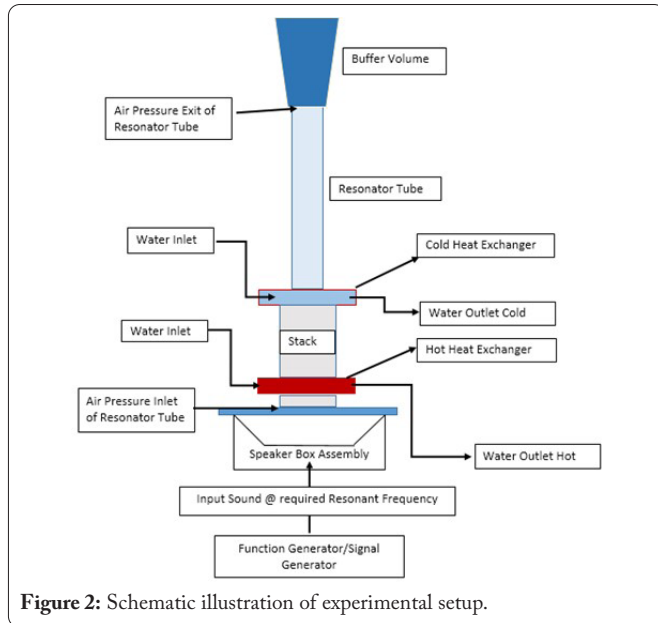 Buffer Volume
Air Pressure Exit of
Resonator Tube
Resonator Tube
Water Inlet
Cold Heat Exchanger
Water Outlet Cold
Water Inlet
Stack
Hot Heat Exchanger
Air Pressure Inlet
of Resonator Tube
Speaker Box Assembly
Water Outlet Hot
Input Sound @ required Resonant Frequency
Function Generator/Signal
Generator
Figure 2: Schematic illustration of experimental setup.